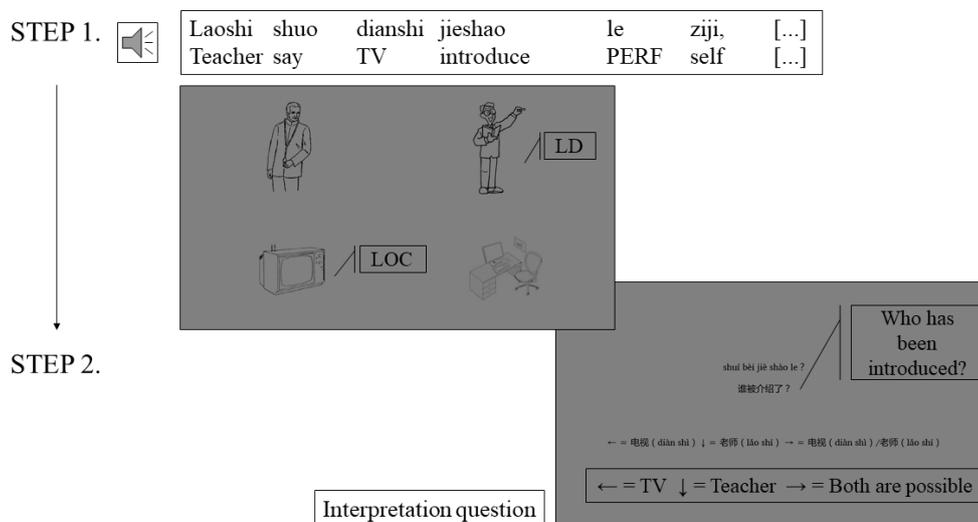 STEP 1.
Laoshi shuo dianshi jieshao le ziji, [...]
Teacher say TV introduce PERF self [...]
LD
LOC
STEP 2.
Who has
been
introduced?
shuí bèi jiè shào le ?
谁被介绍了？
← = 电视 ( diàn shì ) ↓ = 老师 ( lǎo shī ) → = 电视 ( diàn shì ) /老师 ( lǎo shī )
← = TV ↓ = Teacher → = Both are possible
Interpretation question